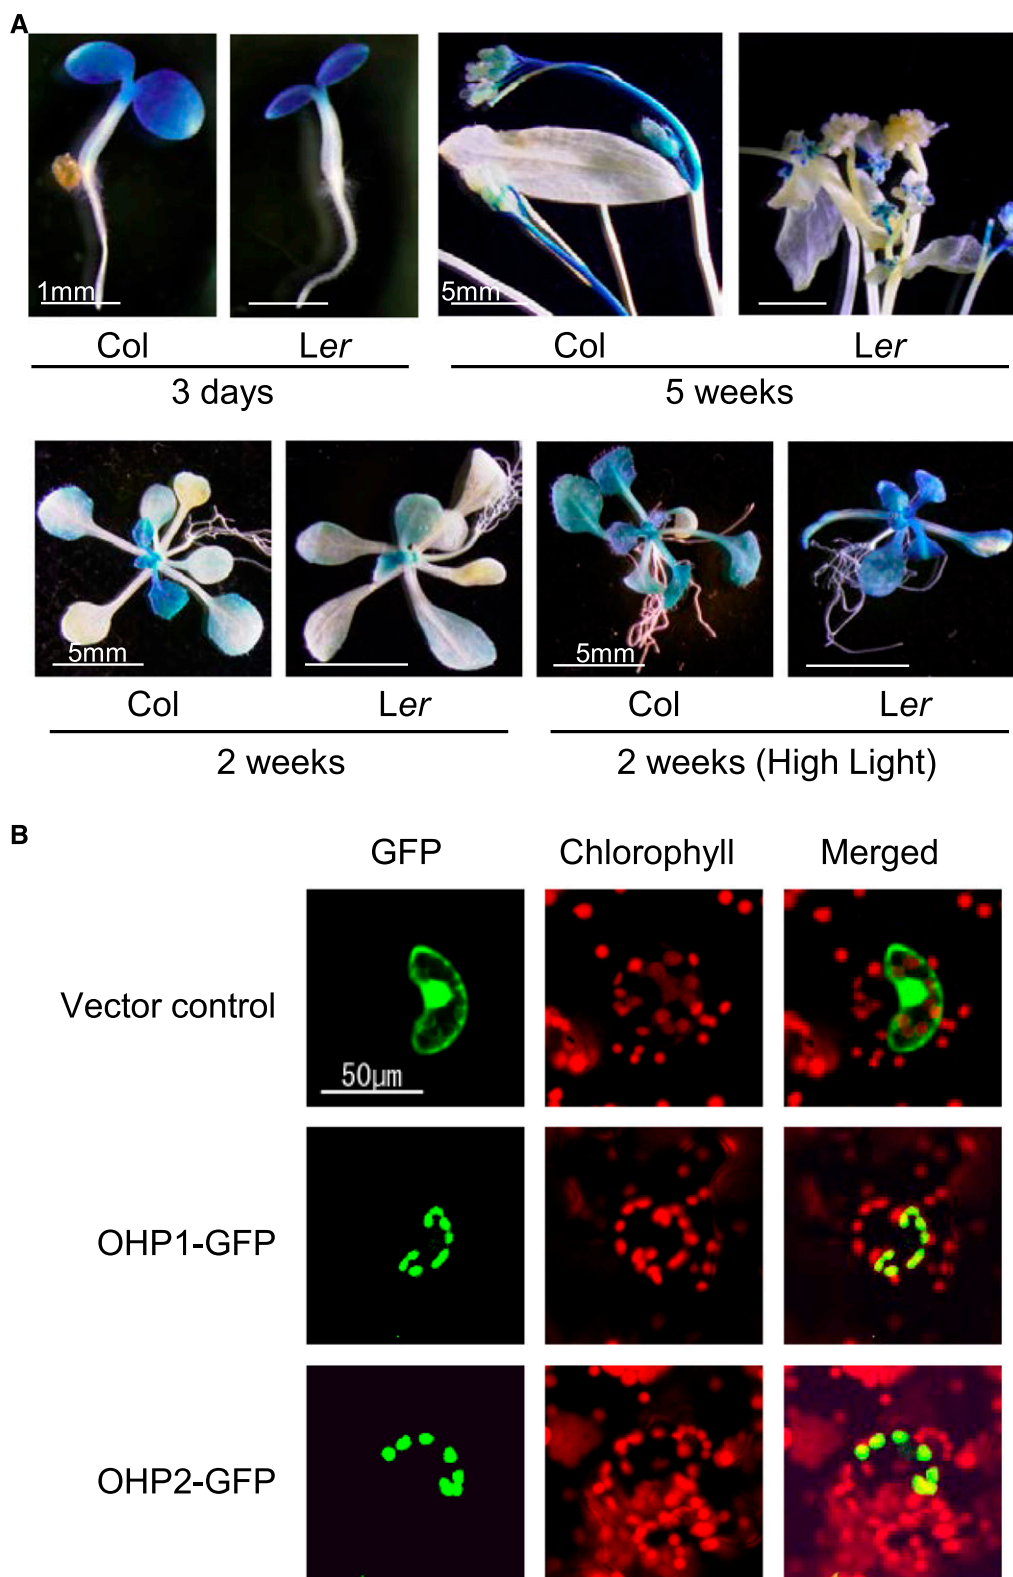 A
1mm
5mm
Col
Ler
Col
Ler
3 days
5 weeks
5mm
5mm
Col
Ler
Col
Ler
2 weeks
2 weeks (High Light)
B
GFP
Chlorophyll
Merged
Vector control
50μm
OHP1-GFP
OHP2-GFP